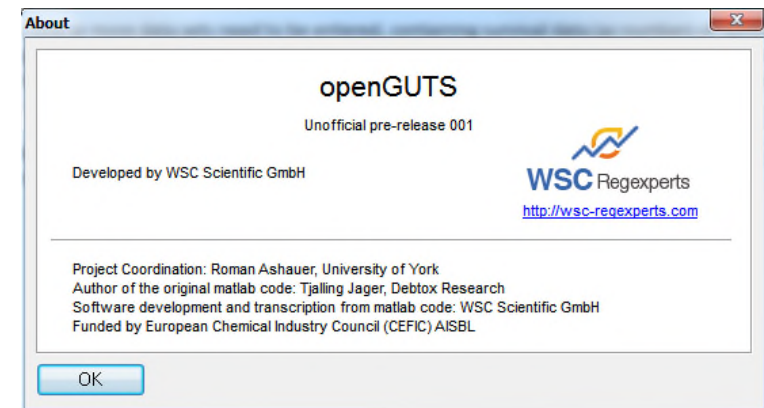 About
openGUTS
Unofficial pre-release 001
Developed by WSC Scientific GmbH
WSC Regexperts
http://wsc-regexperts.com
Project Coordination: Roman Ashauer, University of York
Author of the original matlab code: Tjalling Jager, Debtox Research
Software development and transcription from matlab code: WSC Scientific GmbH
Funded by European Chemical Industry Council (CEFIC) AISBL
OK